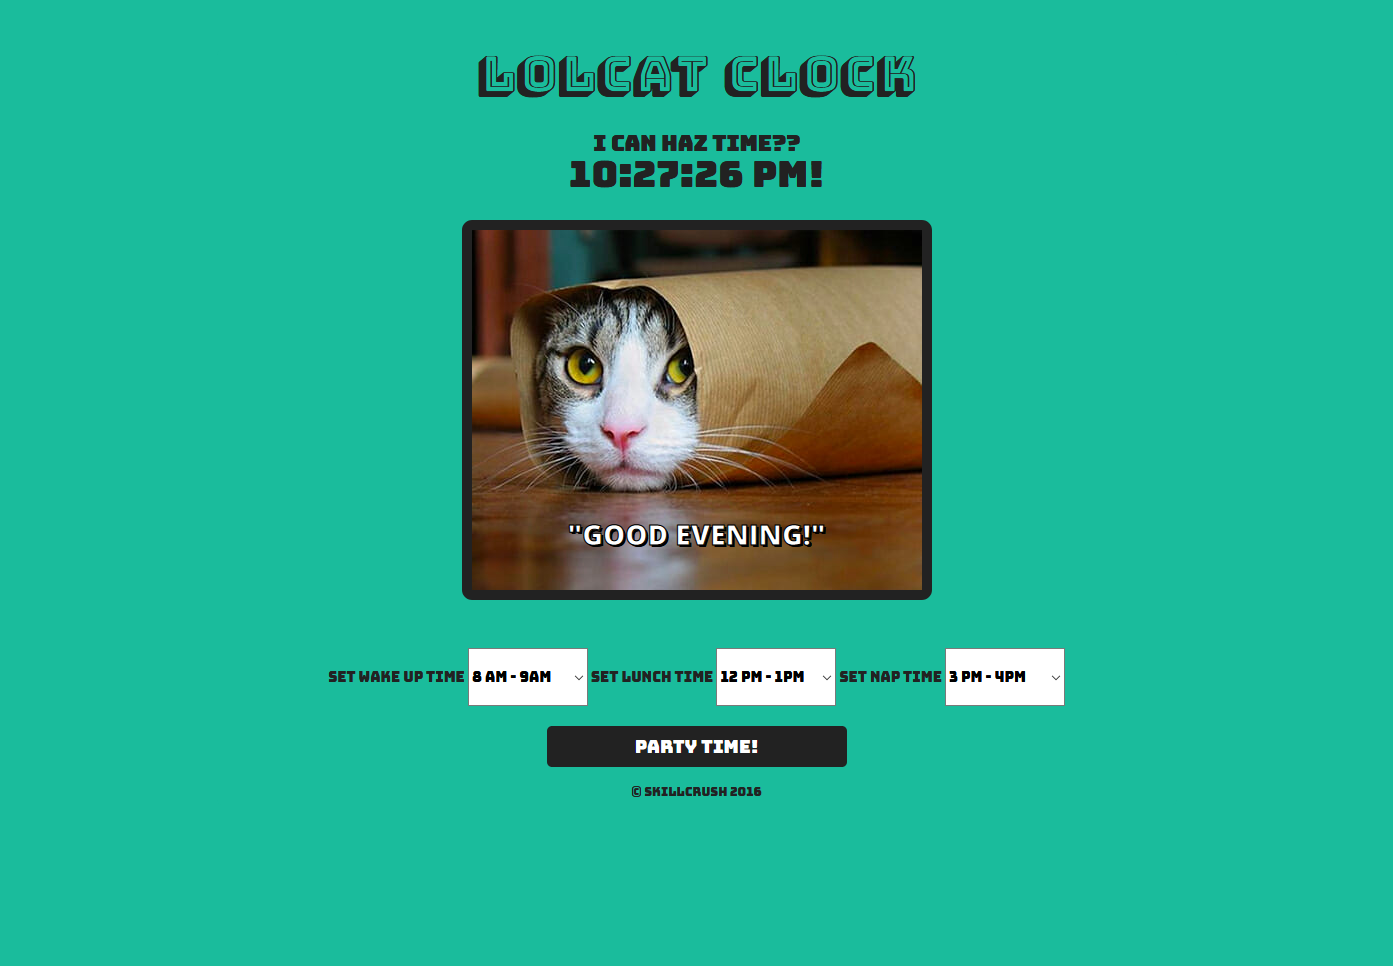 LOLCAT CLOCK
I CAN HAZ TIME??
10:27:26 PM!
"GOOD EVENING!"
SET WAKE UP TIME 8 AM - 9AM SET LUNCH TIME 12 PM - 1PM SET NAP TIME 3 PM - 4PM
PARTY TIME!
© SKILLCRUSH 2016